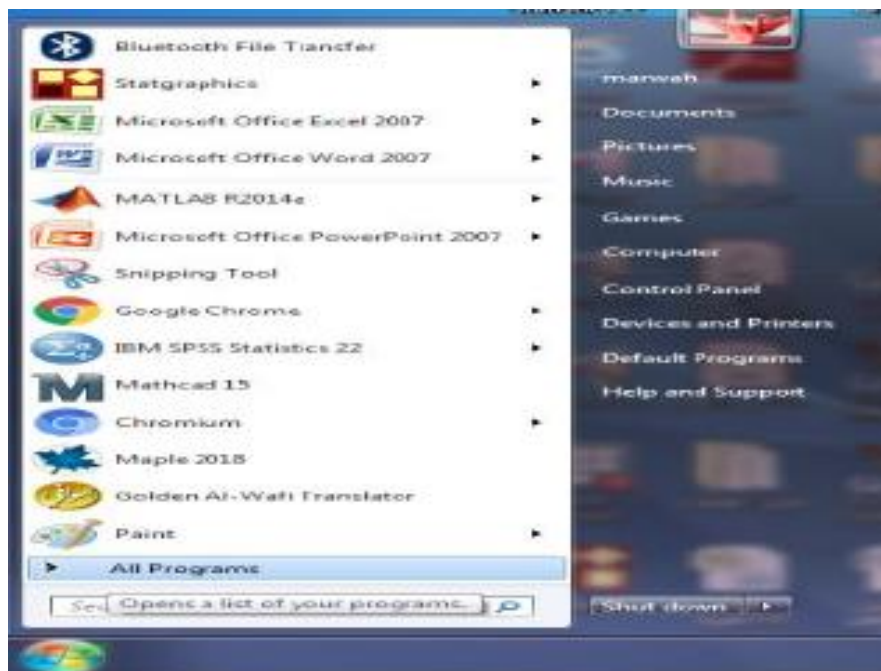 Bluetooth File Transfer
Statgraphics
Microsoft Office Excel 2007
Microsoft Office Word 2007
MATLAB R2014a
Microsoft Office PowerPoint 2007
Snipping Tool
Google Chrome
IBM SPSS Statistics 22
Mathcad 15
Chromium
Maple 2018
Golden Al-Wafi Translator
Paint
All Programs
Opens a list of your programs.
marwah
Documents
Pictures
Music
Games
Computer
Control Panel
Devices and Printers
Default Programs
Help and Support
Shut down